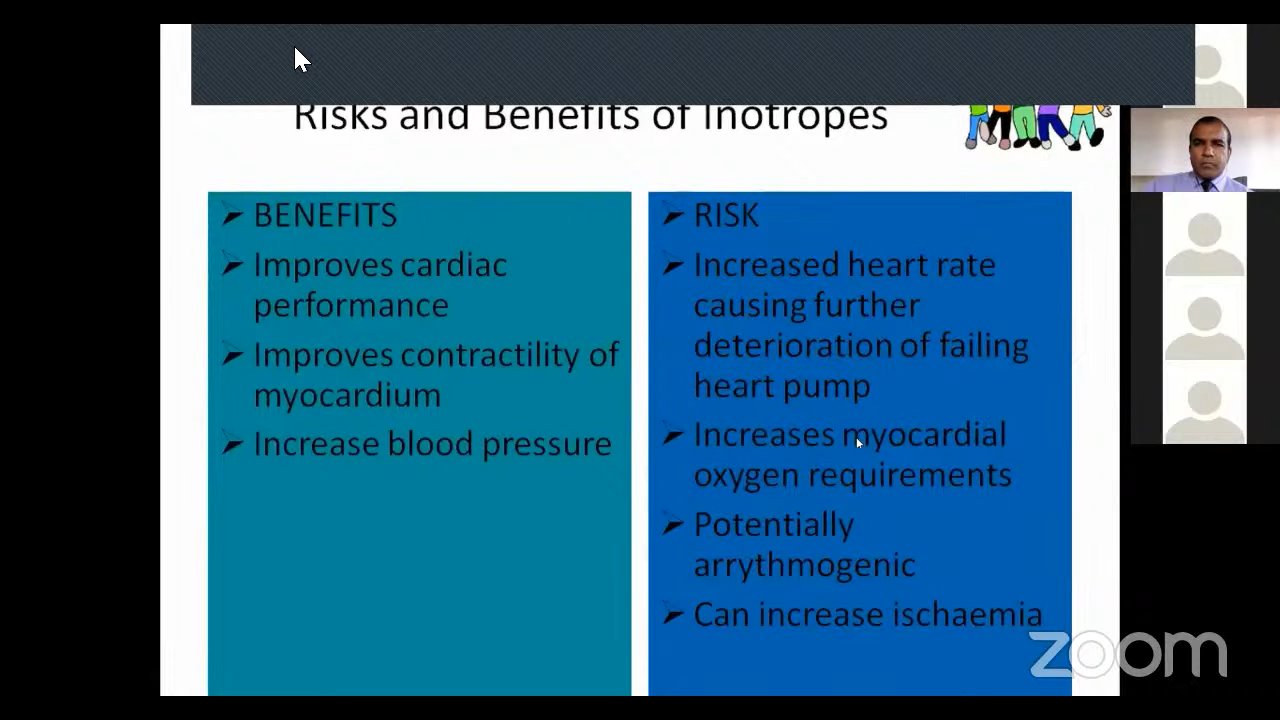 Risks and Benefits of Inotropes
BENEFITS
Improves cardiac
performance
Improves contractility of
myocardium
Increase blood pressure
RISK
Increased heart rate
causing further
deterioration of failing
heart pump
Increases myocardial
oxygen requirements
Potentially
arrythmogenic
Can increase ischaemia
zoom